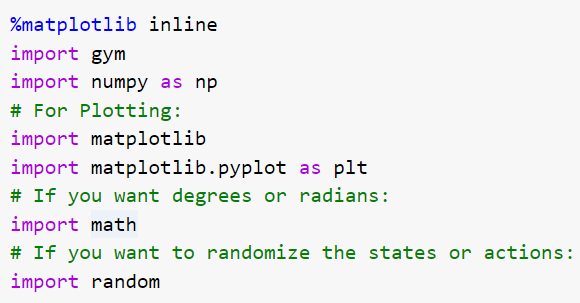 %matplotlib inline
import gym
import numpy as np
# For Plotting:
import matplotlib
import matplotlib.pyplot as plt
# If you want degrees or radians:
import math
# If you want to randomize the states or actions:
import random